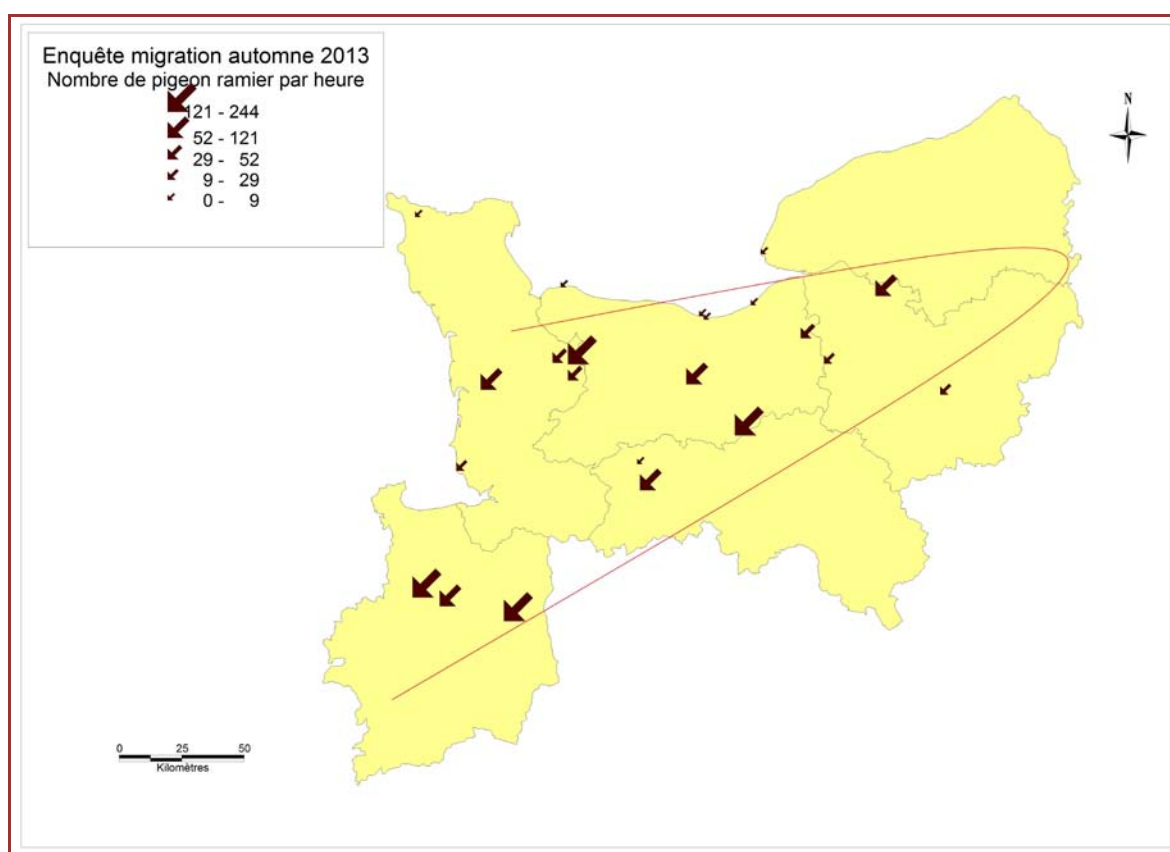 Enquête migration automne 2013
Nombre de pigeon ramier par heure
121 - 244
52 - 121
29 - 52
9 - 29
0 - 9
N
0 25 50
Kilomètres